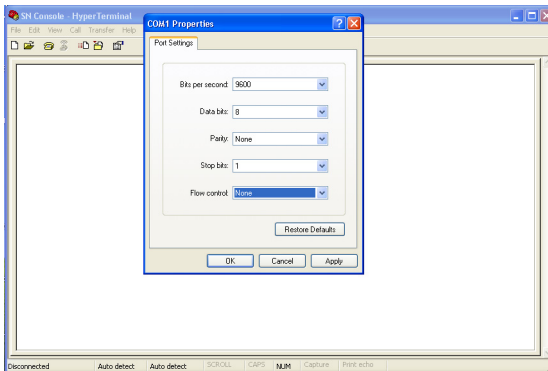 SN Console - HyperTerminal
File Edit View Call Transfer Help
COM1 Properties
Port Settings
Bits per second: 9600
Data bits: 8
Parity: None
Stop bits: 1
Flow control: None
Restore Defaults
OK Cancel Apply
Disconnected Auto detect Auto detect SCROLL CAPS NUM Capture Print echo